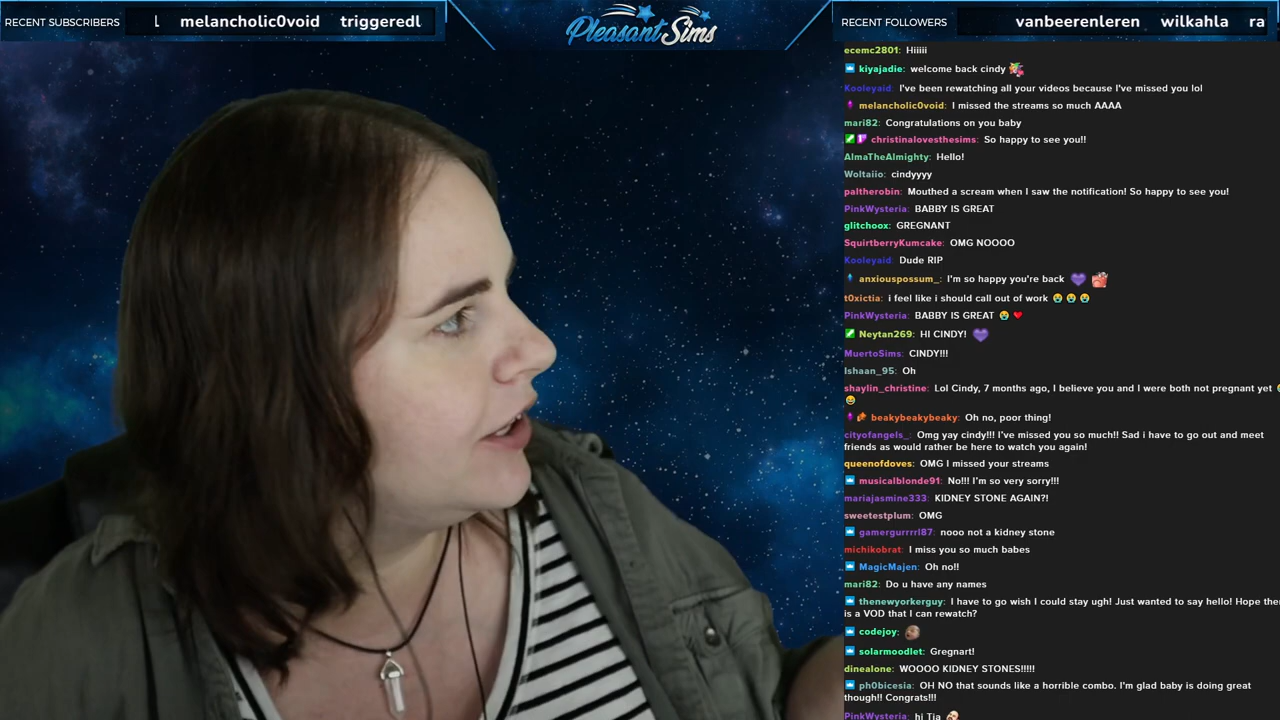 RECENT SUBSCRIBERS melancholic0void triggeredl
PleasantSims
RECENT FOLLOWERS vanbeerenleren wilkahla ra
ecemc2801: Hiiiii
kiyajadie: welcome back cindy
Kooleyaid: I've been rewatching all your videos because I've missed you lol
melancholic0void: I missed the streams so much AAAA
mari82: Congratulations on you baby
christinalovesthesims: So happy to see you!!
AlmaTheAlmighty: Hello!
Woltaiio: cindyyyy
paltherobin: Mouthed a scream when I saw the notification! So happy to see you!
PinkWysteria: BABBY IS GREAT
glitchoox: GREGNANT
SquirtberryKumcake: OMG NOOOO
Kooleyaid: Dude RIP
anxiouspossum_: I'm so happy you're back
t0xictia: i feel like i should call out of work 😭 😭 😭
PinkWysteria: BABBY IS GREAT 😭 ❤️
Neytan269: HI CINDY!
MuertoSims: CINDY!!!
Ishaan_95: Oh
shaylin_christine: Lol Cindy, 7 months ago, I believe you and I were both not pregnant yet
beakybeakybeaky: Oh no, poor thing!
cityofangels_: Omg yay cindy!!! I've missed you so much!! Sad i have to go out and meet
friends as would rather be here to watch you again!
queenofdoves: OMG I missed your streams
musicalblonde91: No!!! I'm so very sorry!!!
mariajasmine333: KIDNEY STONE AGAIN?!
sweetestplum: OMG
gamergurrrl87: nooo not a kidney stone
michikobrat: I miss you so much babes
MagicMajen: Oh no!!
mari82: Do u have any names
thenewyorkerguy: I have to go wish I could stay ugh! Just wanted to say hello! Hope the
is a VOD that I can rewatch?
codejoy:
solarmoodlet: Gregnart!
dinealone: WOOOO KIDNEY STONES!!!!!
ph0bicesia: OH NO that sounds like a horrible combo. I'm glad baby is doing great
though!! Congrats!!!
PinkWysteria: hi Tia